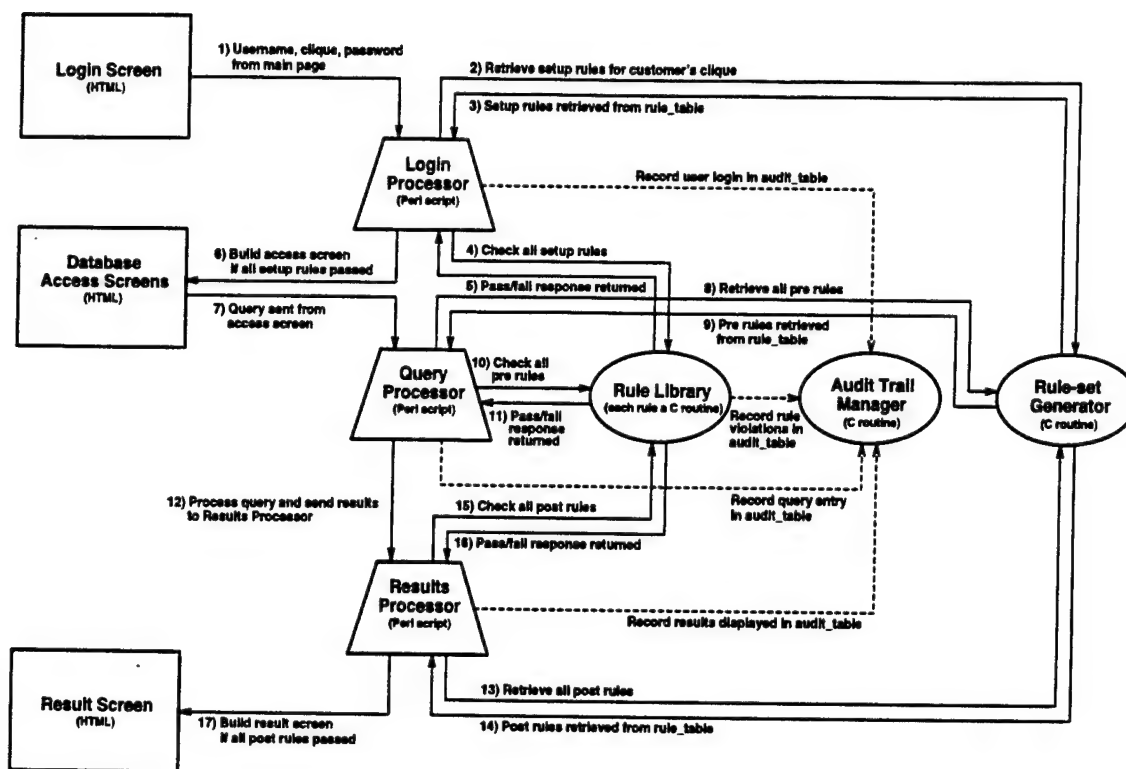 1) Username, clique, password
from main page
Login Screen
(HTML)
2) Retrieve setup rules for customer's clique
3) Setup rules retrieved from rule_table
Login
Processor
(Perl script)
Record user login in audit_table
6) Build access screen
if all setup rules passed
4) Check all setup rules
Database
Access Screens
(HTML)
5) Pass/fail response returned
8) Retrieve all pre rules
7) Query sent from
access screen
9) Pre rules retrieved
from rule_table
10) Check all
pre rules
Query
Processor
(Perl script)
Rule Library
(each rule a C routine)
Audit Trail
Manager
(C routine)
Rule-set
Generator
(C routine)
11) Pass/fail
response
returned
Record rule
violations in
audit_table
12) Process query and send results
to Results Processor
15) Check all post rules
Record query entry
in audit_table
16) Pass/fail response returned
Results
Processor
(Perl script)
Record results displayed in audit_table
Result Screen
(HTML)
13) Retrieve all post rules
17) Build result screen
if all post rules passed
14) Post rules retrieved from rule_table